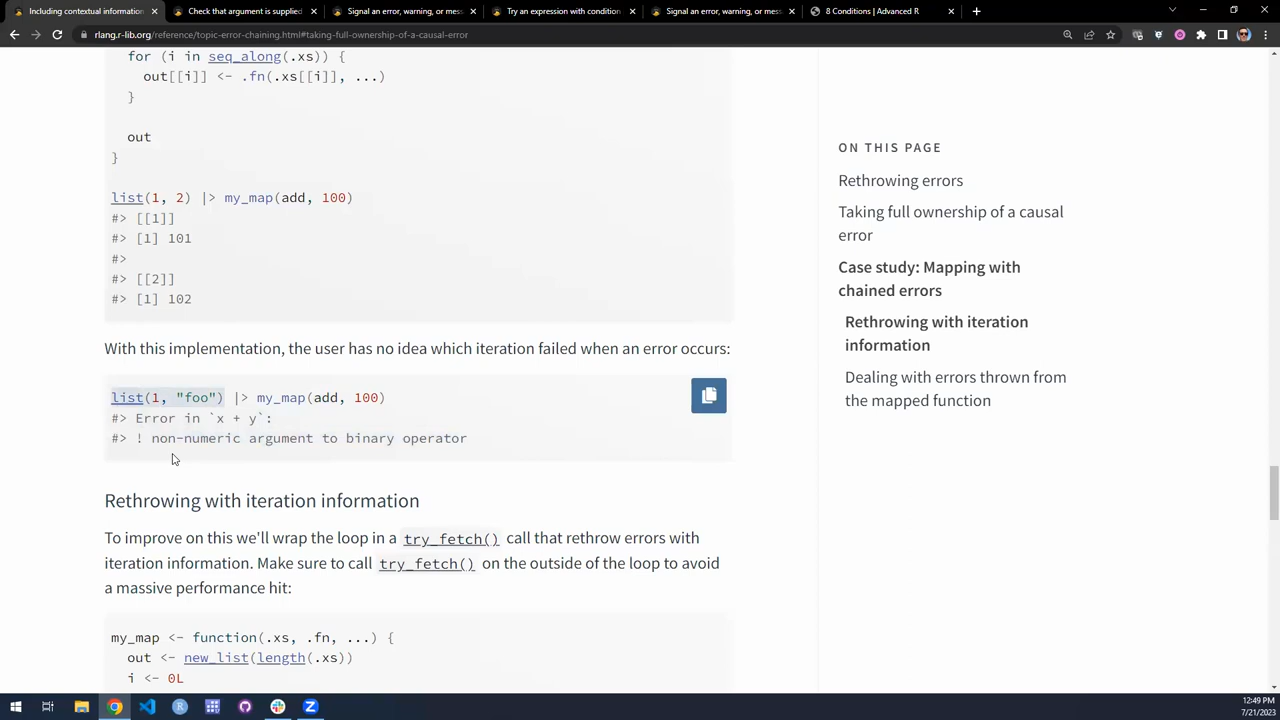 Including contextual information
Check that argument is supplied
Signal an error, warning, or mess
Try an expression with condition
Signal an error, warning, or mess
8 Conditions | Advanced R
rlang.r-lib.org/reference/topic-error-chaining.html#taking-full-ownership-of-a-causal-error
for (i in seq_along(.xs)) {
out[[i]] <- .fn(.xs[[i]], ...)
}
out
}
list(1, 2) |> my_map(add, 100)
#> [[1]]
#> [1] 101
#>
#> [[2]]
#> [1] 102
With this implementation, the user has no idea which iteration failed when an error occurs:
list(1, "foo") |> my_map(add, 100)
#> Error in `x + y`:
#> ! non-numeric argument to binary operator
Rethrowing with iteration information
To improve on this we'll wrap the loop in a try_fetch() call that rethrow errors with
iteration information. Make sure to call try_fetch() on the outside of the loop to avoid
a massive performance hit:
my_map <- function(.xs, .fn, ...) {
out <- new_list(length(.xs))
i <- 0L
ON THIS PAGE
Rethrowing errors
Taking full ownership of a causal
error
Case study: Mapping with
chained errors
Rethrowing with iteration
information
Dealing with errors thrown from
the mapped function
12:49 PM
7/21/2023